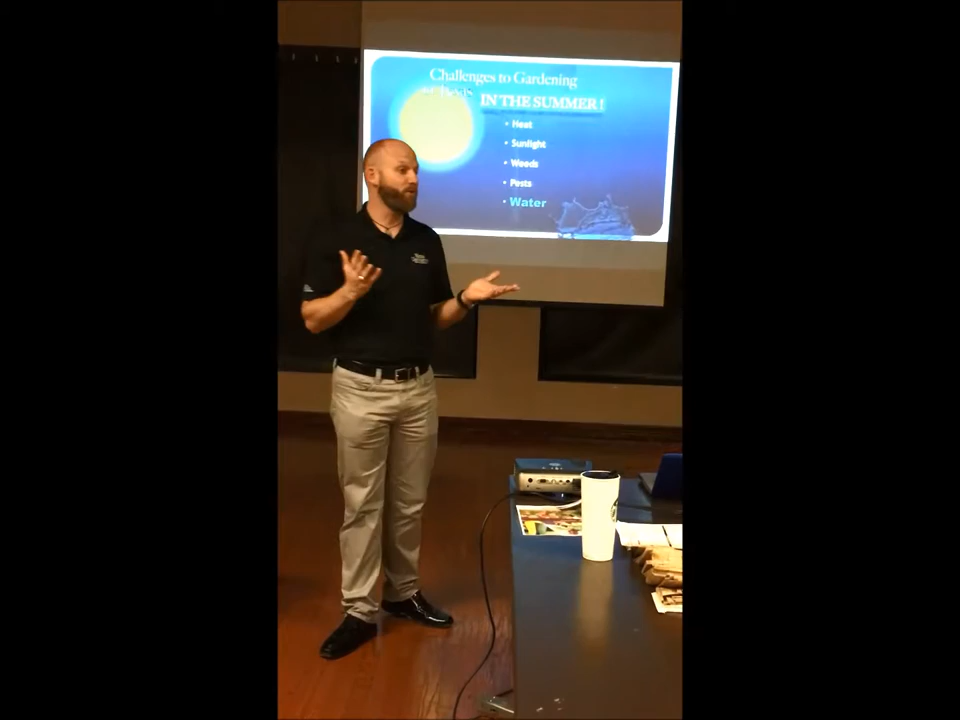 Challenges to Gardening
IN THE SUMMER!
• Heat
• Sunlight
• Weeds
• Pests
• Water